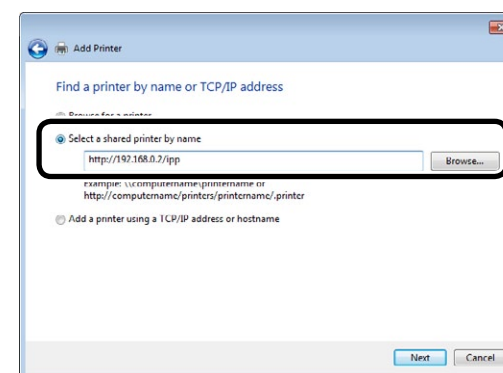 Add Printer
Find a printer by name or TCP/IP address
Browse for a printer
Select a shared printer by name
http://192.168.0.2/ipp
Browse...
Example: \\computername\printername or
http://computername/printers/printername/.printer
Add a printer using a TCP/IP address or hostname
Next Cancel